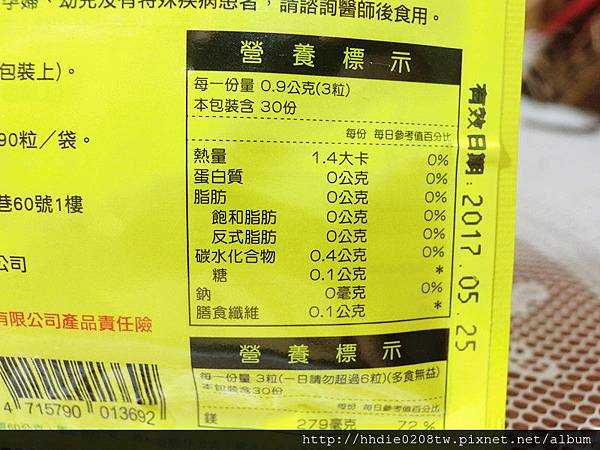 孕婦、幼兒及有特殊疾病患者，請諮詢醫師後食用。
包裝上)。
90粒／袋。
巷60號1樓
公司
有限公司產品責任險
4 715790 013692
營養標示
每一份量 0.9公克(3粒)
本包裝含 30份
每份 每日參考值百分比
熱量 1.4大卡 0%
蛋白質 0公克 0%
脂肪 0公克 0%
飽和脂肪 0公克 0%
反式脂肪 0公克 0%
碳水化合物 0.4公克 0%
糖 0.1公克 *
鈉 0毫克 0%
膳食纖維 0.1公克 *
營養標示
每一份量 3粒(一日請勿超過6粒)(多食無益)
本包裝含30份
每份 每日參考值百分比
鎂 279毫克 72 %
有效日期:2017.05.25
http://hhdie0208tw.pixnet.net/album